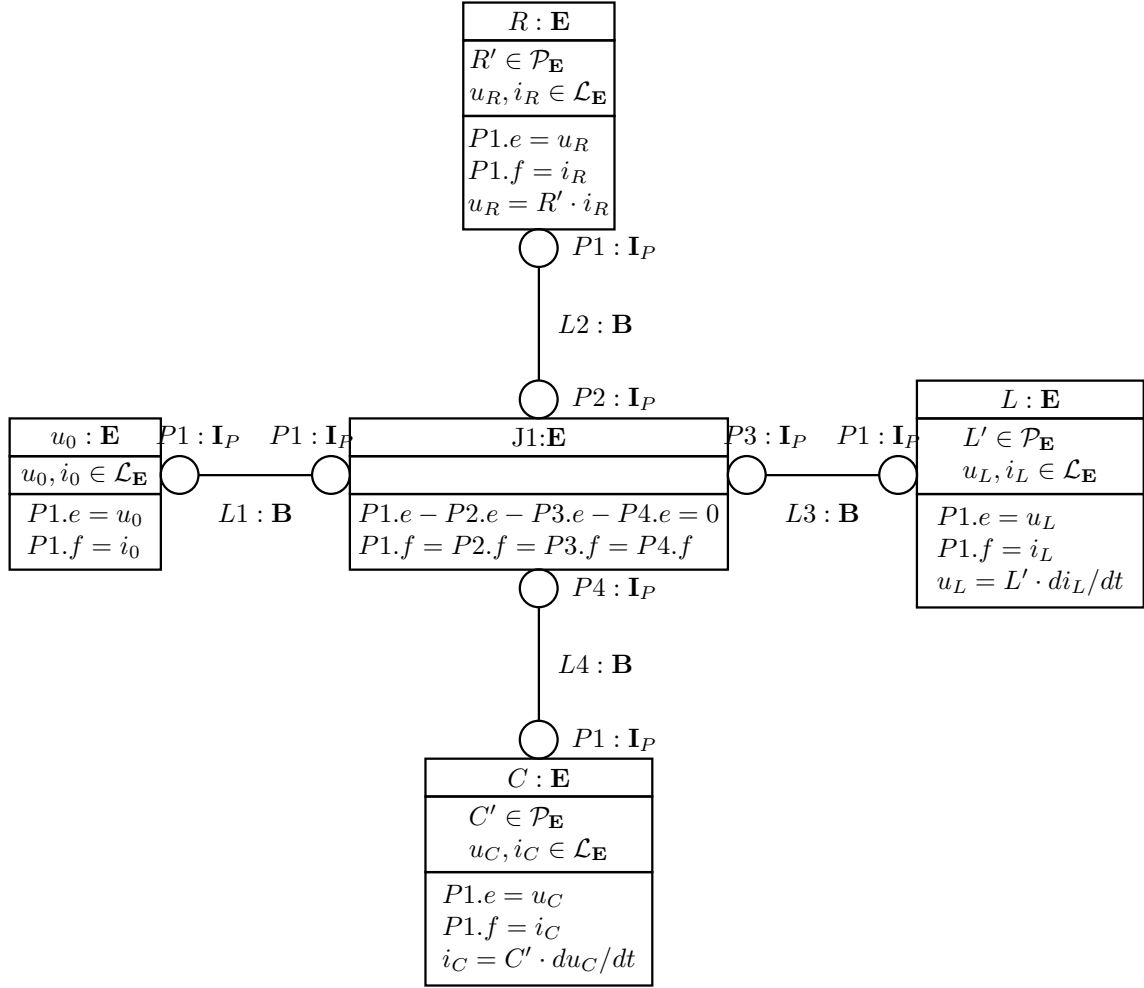 R : E
R′ ∈ 𝒫_E
u_R, i_R ∈ ℒ_E
P1.e = u_R
P1.f = i_R
u_R = R′ · i_R
P1 : I_P
L2 : B
P2 : I_P
u_0 : E
u_0, i_0 ∈ ℒ_E
P1.e = u_0
P1.f = i_0
P1 : I_P
L1 : B
P1 : I_P
J1:E
P1.e − P2.e − P3.e − P4.e = 0
P1.f = P2.f = P3.f = P4.f
P3 : I_P
L3 : B
P1 : I_P
L : E
L′ ∈ 𝒫_E
u_L, i_L ∈ ℒ_E
P1.e = u_L
P1.f = i_L
u_L = L′ · di_L/dt
P4 : I_P
L4 : B
P1 : I_P
C : E
C′ ∈ 𝒫_E
u_C, i_C ∈ ℒ_E
P1.e = u_C
P1.f = i_C
i_C = C′ · du_C/dt